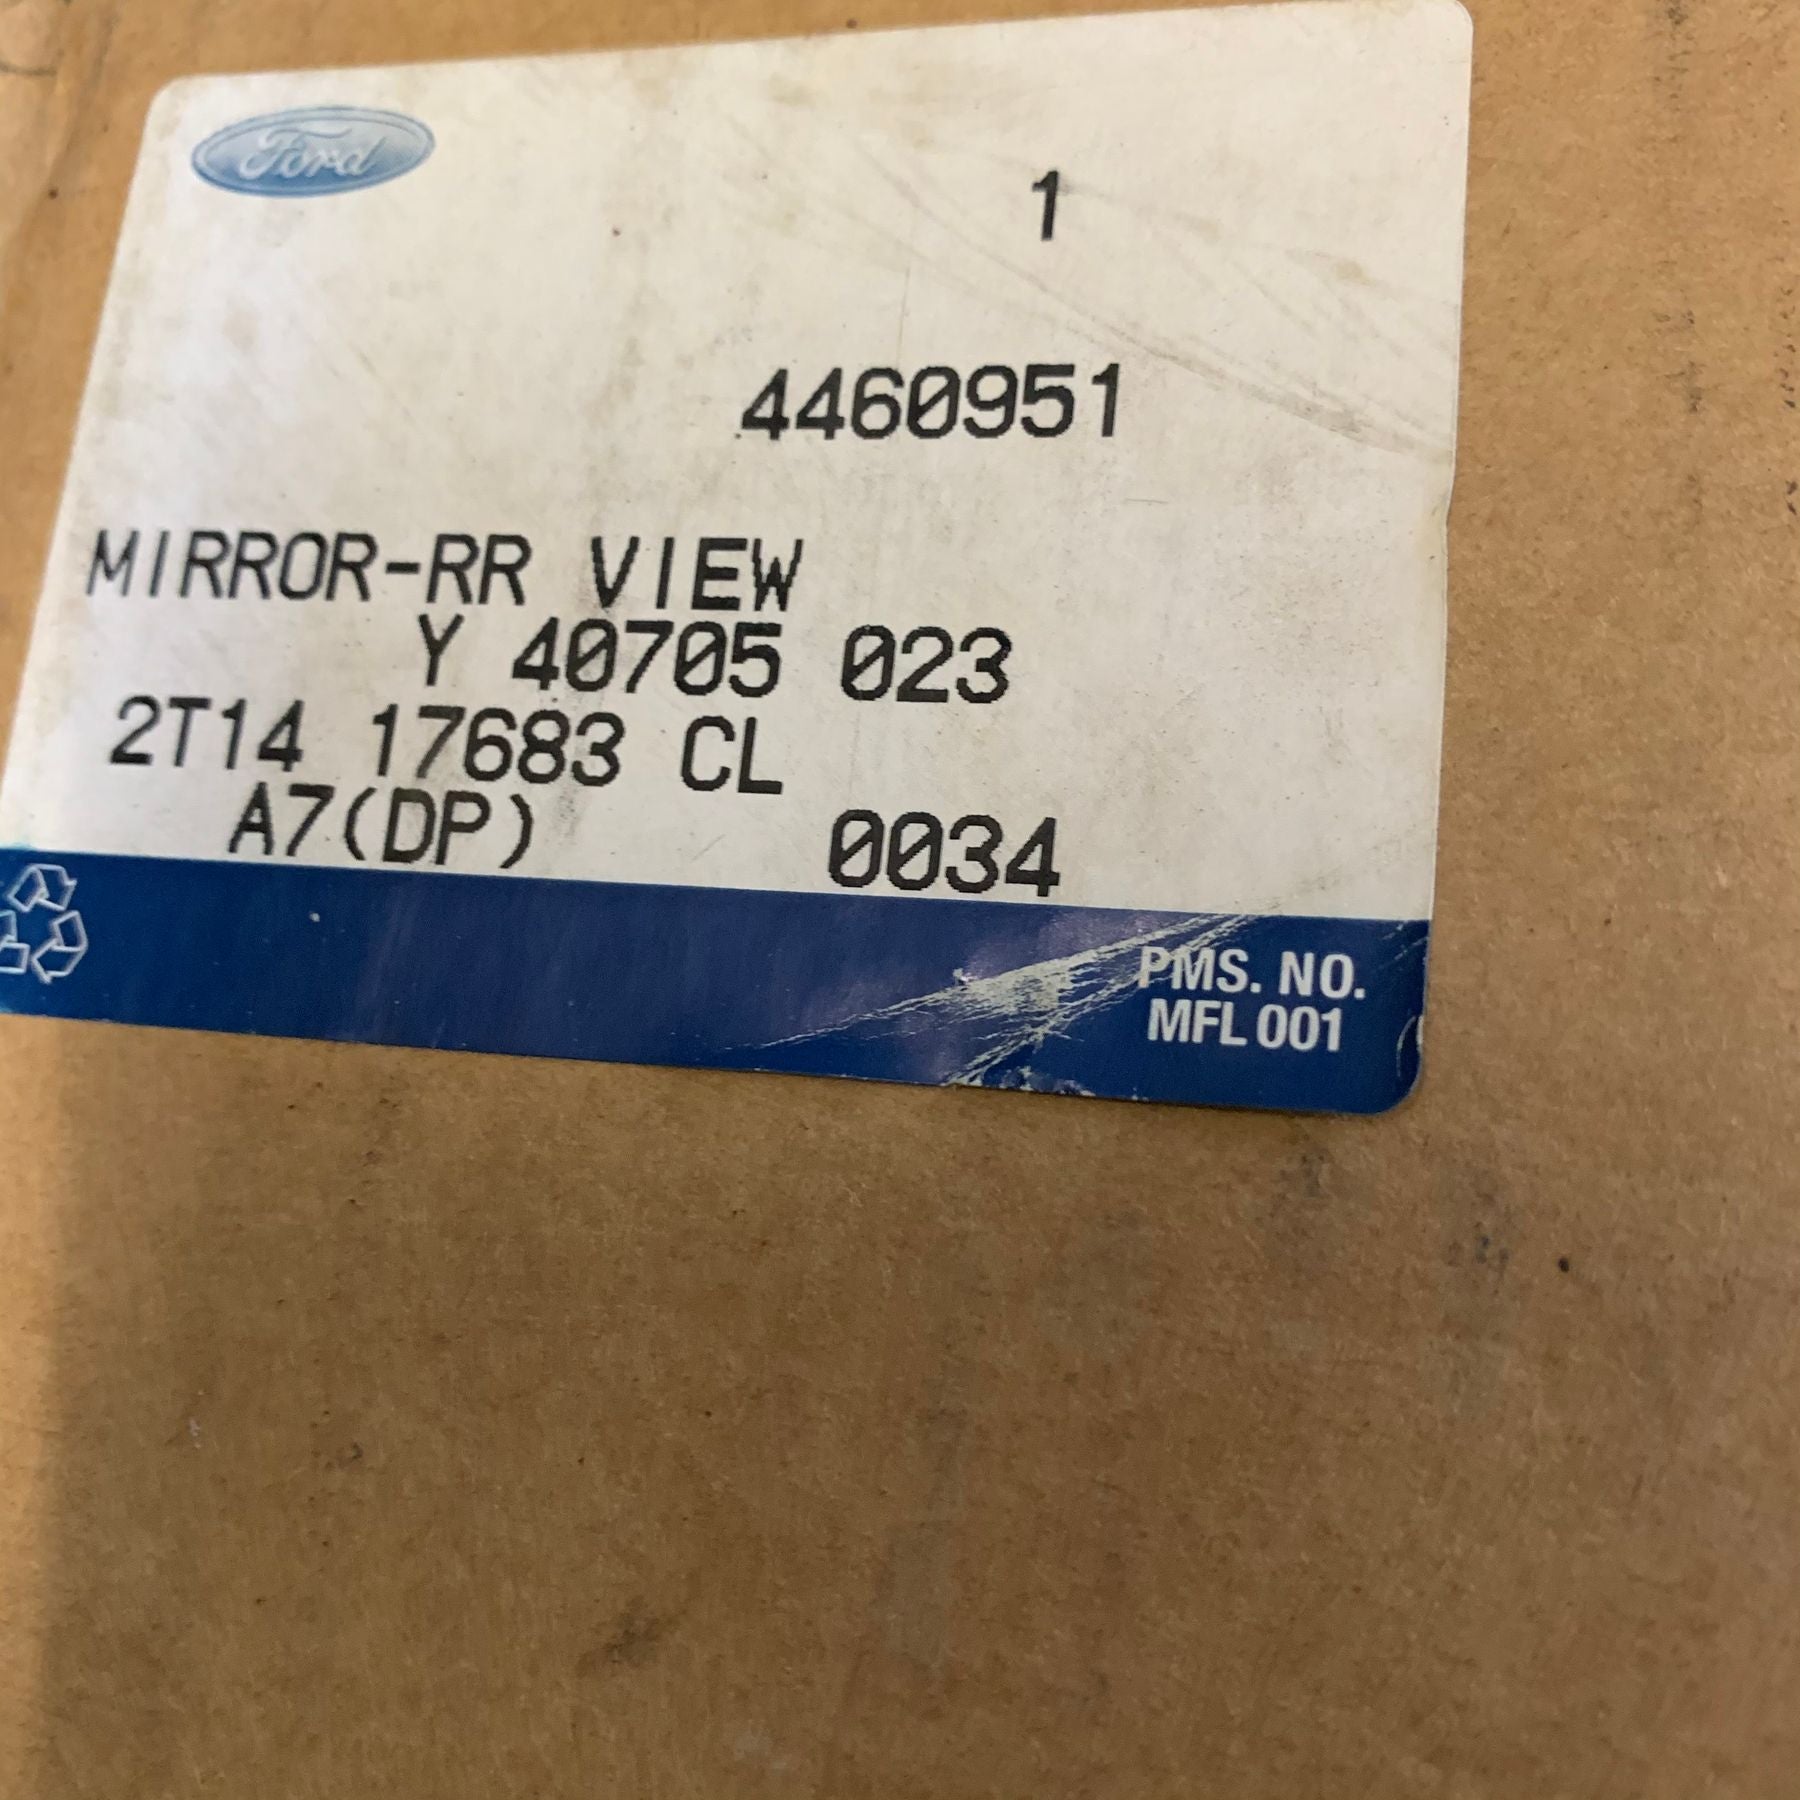 Ford
1
4460951
MIRROR-RR VIEW
Y 40705 023
2T14 17683 CL
A7(DP) 0034
PMS. NO.
MFL 001